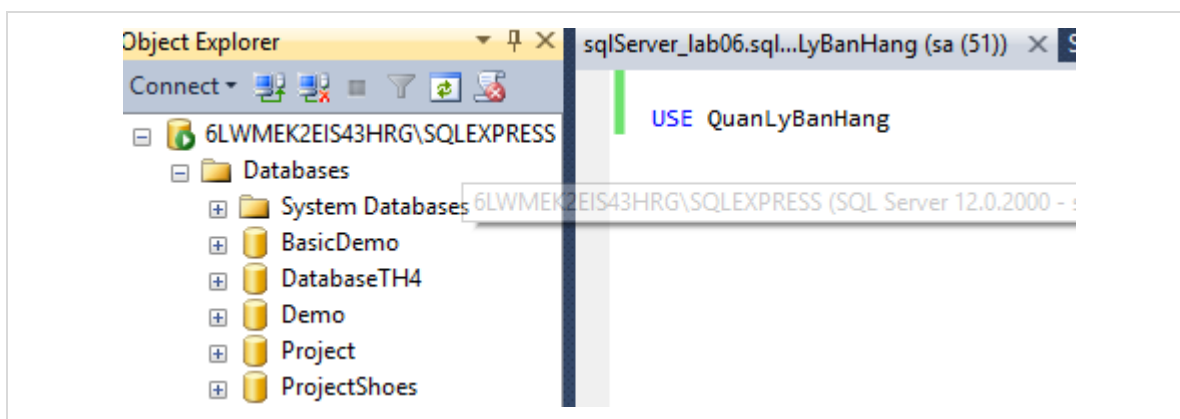 Object Explorer
Connect
6LWMEK2EIS43HRG\SQLEXPRESS
Databases
System Databases
BasicDemo
DatabaseTH4
Demo
Project
ProjectShoes
sqlServer_lab06.sql...LyBanHang (sa (51))
USE QuanLyBanHang
6LWMEK2EIS43HRG\SQLEXPRESS (SQL Server 12.0.2000 -